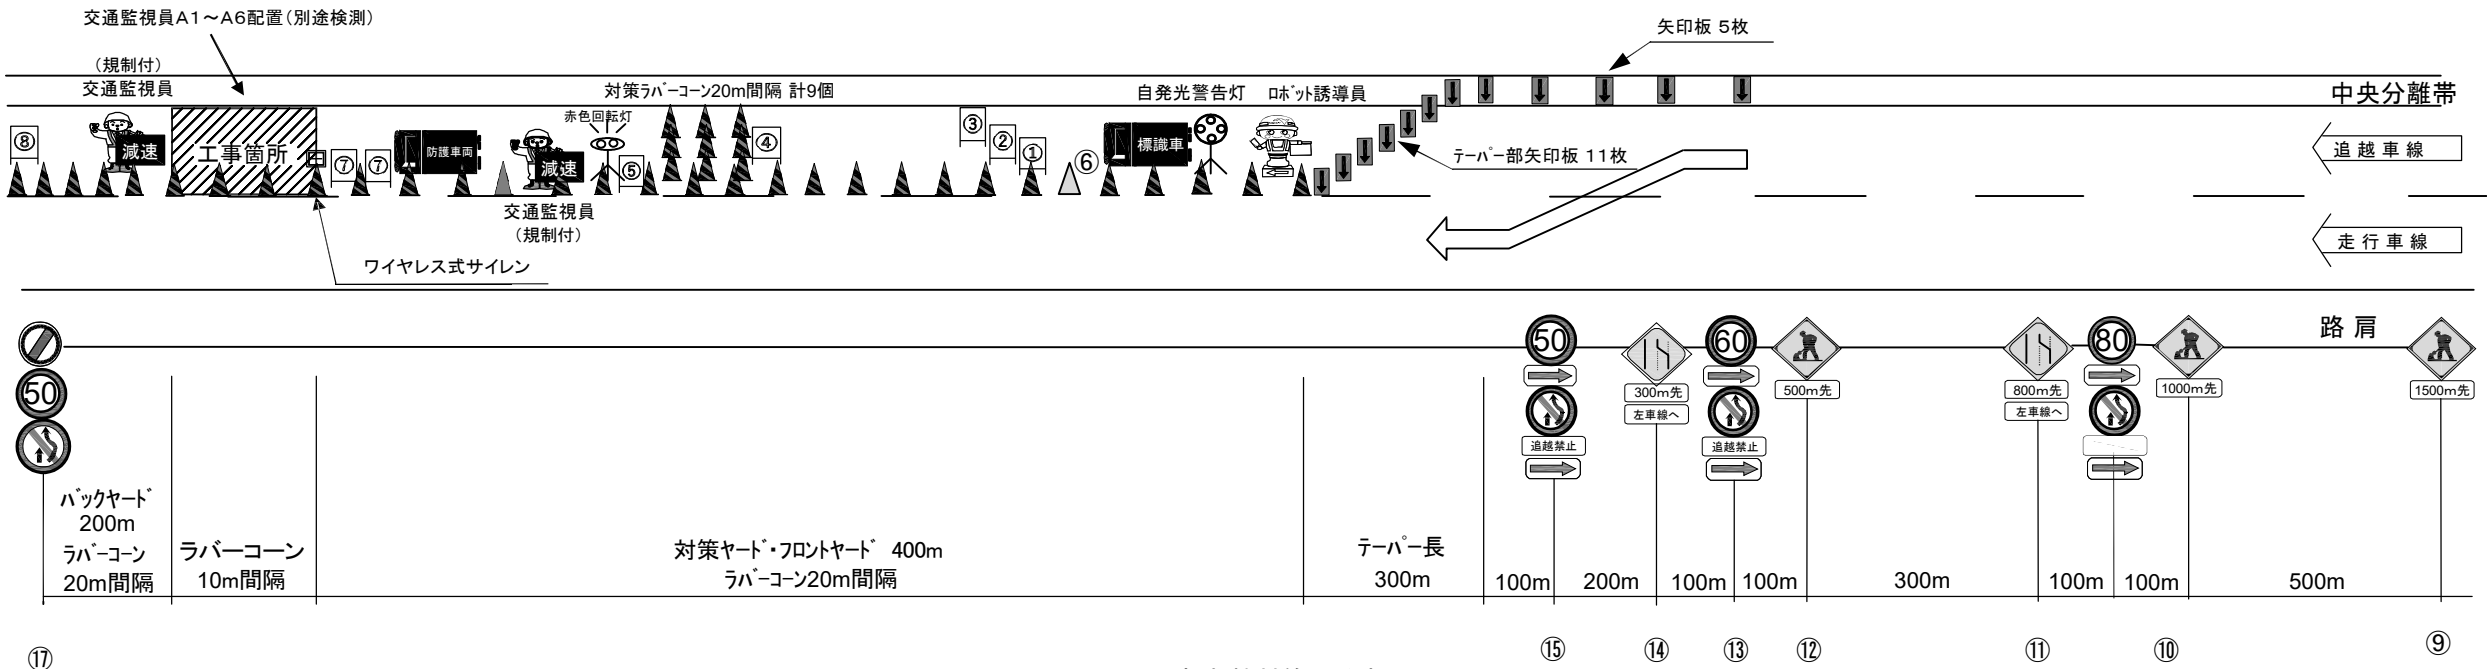 交通監視員A1～A6配置(別途検測)
矢印板 5枚
(規制付)
交通監視員
対策ラバーコーン20m間隔 計9個
自発光警告灯
ロボット誘導員
中央分離帯
赤色回転灯
⑧
減速
工事箇所
⑦
⑦
防護車両
減速
⑤
④
③
②
①
⑥
標識車
テーパー部矢印板 11枚
追越車線
交通監視員
(規制付)
走行車線
ワイヤレス式サイレン
路肩
50
60
80
50
300m先
左車線へ
500m先
800m先
左車線へ
1000m先
1500m先
追越禁止
追越禁止
バックヤード
200m
ラバーコーン
20m間隔
ラバーコーン
10m間隔
対策ヤード・フロントヤード 400m
ラバーコーン20m間隔
テーパー長
300m
100m
200m
100m
100m
300m
100m
100m
500m
⑰
⑮
⑭
⑬
⑫
⑪
⑩
⑨